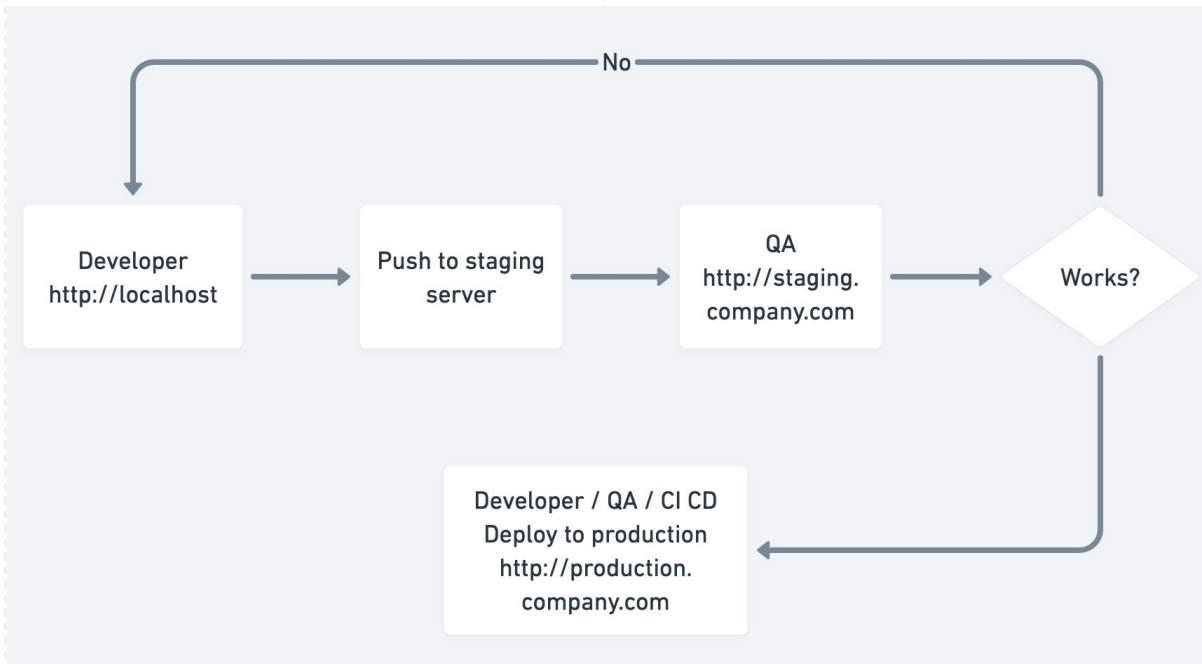 No
Developer
http://localhost
Push to staging
server
QA
http://staging.
company.com
Works?
Developer / QA / CI CD
Deploy to production
http://production.
company.com